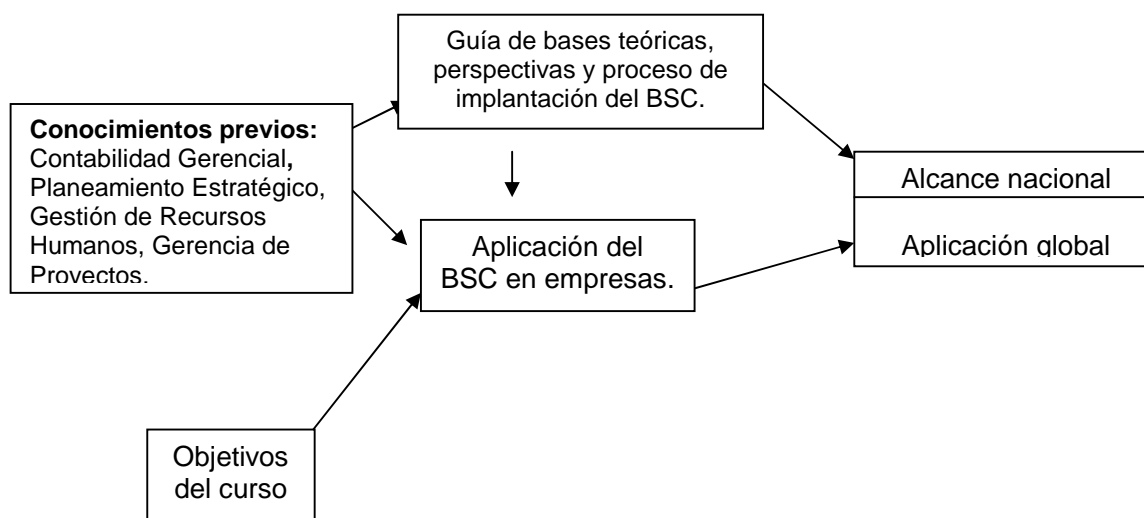 Guía de bases teóricas,
perspectivas y proceso de
implantación del BSC.
Conocimientos previos:
Contabilidad Gerencial,
Planeamiento Estratégico,
Gestión de Recursos
Humanos, Gerencia de
Proyectos.
Alcance nacional
Aplicación global
Aplicación del
BSC en empresas.
Objetivos
del curso